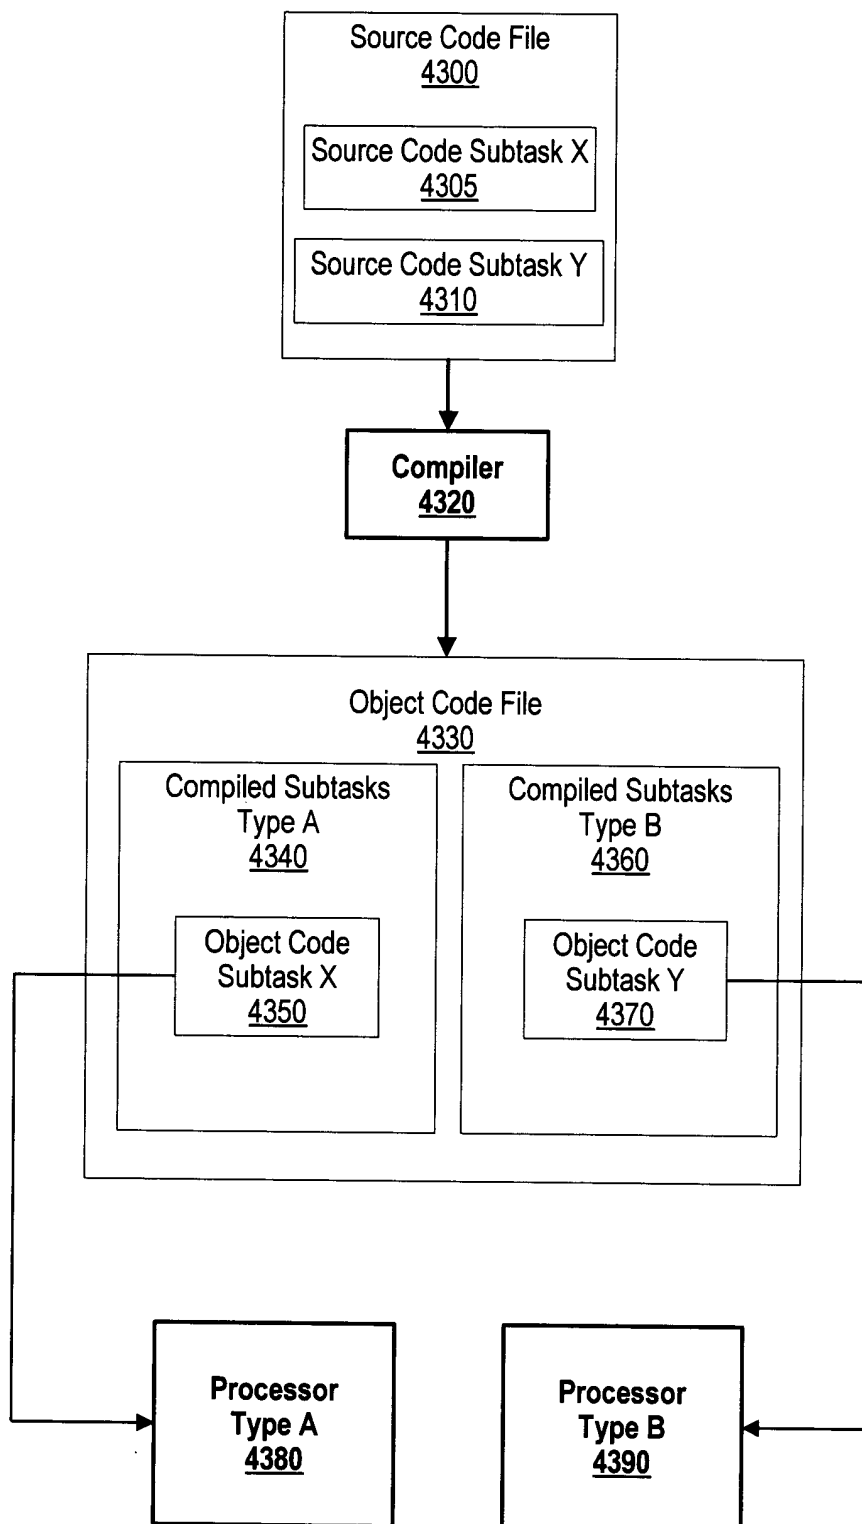 Source Code File
4300
Source Code Subtask X
4305
Source Code Subtask Y
4310
Compiler
4320
Object Code File
4330
Compiled Subtasks
Type A
4340
Object Code
Subtask X
4350
Compiled Subtasks
Type B
4360
Object Code
Subtask Y
4370
Processor
Type A
4380
Processor
Type B
4390